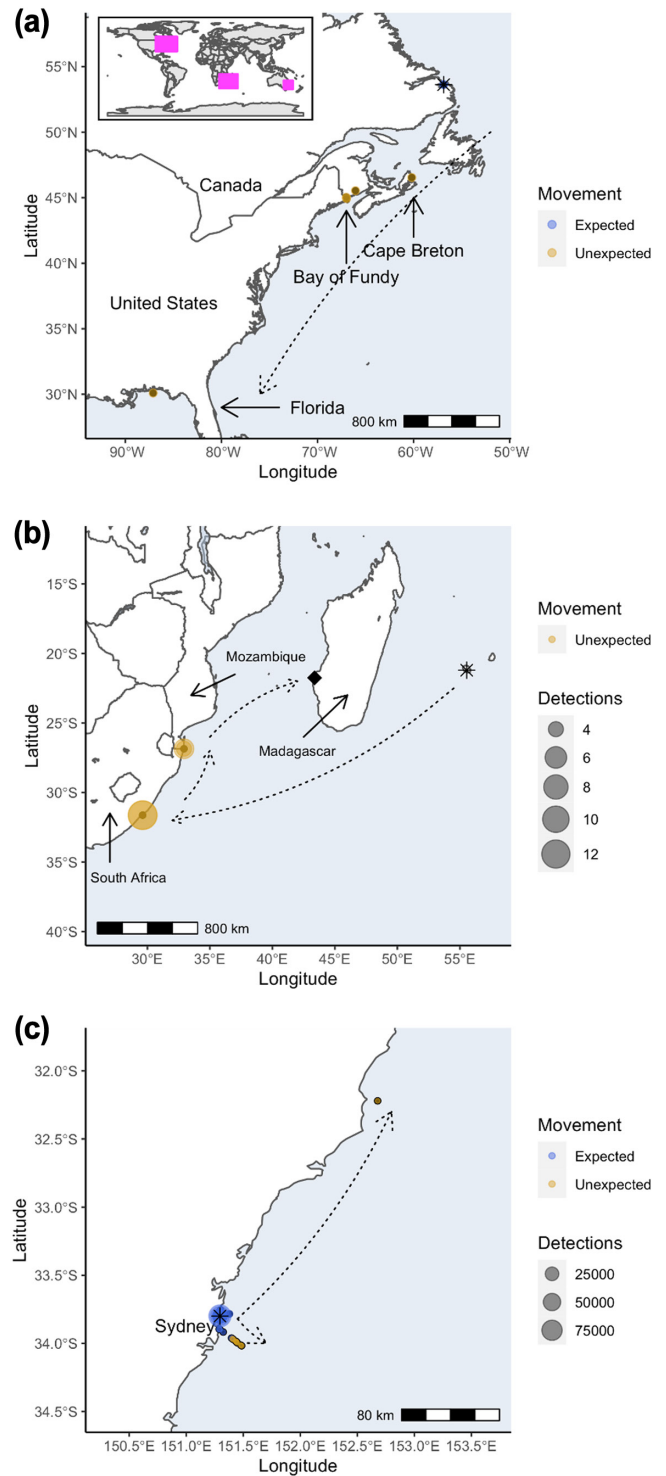 (a)
55°N
50°N
45°N
40°N
35°N
30°N
Latitude
Canada
Cape Breton
Bay of Fundy
United States
Florida
800 km
90°W
80°W
70°W
60°W
50°W
Longitude
Movement
Expected
Unexpected
(b)
15°S
20°S
25°S
30°S
35°S
40°S
Latitude
Mozambique
Madagascar
South Africa
800 km
30°E
35°E
40°E
45°E
50°E
55°E
Longitude
Movement
Unexpected
Detections
4
6
8
10
12
(c)
32.0°S
32.5°S
33.0°S
33.5°S
34.0°S
34.5°S
Latitude
Sydney
80 km
150.5°E
151.0°E
151.5°E
152.0°E
152.5°E
153.0°E
153.5°E
Longitude
Movement
Expected
Unexpected
Detections
25000
50000
75000